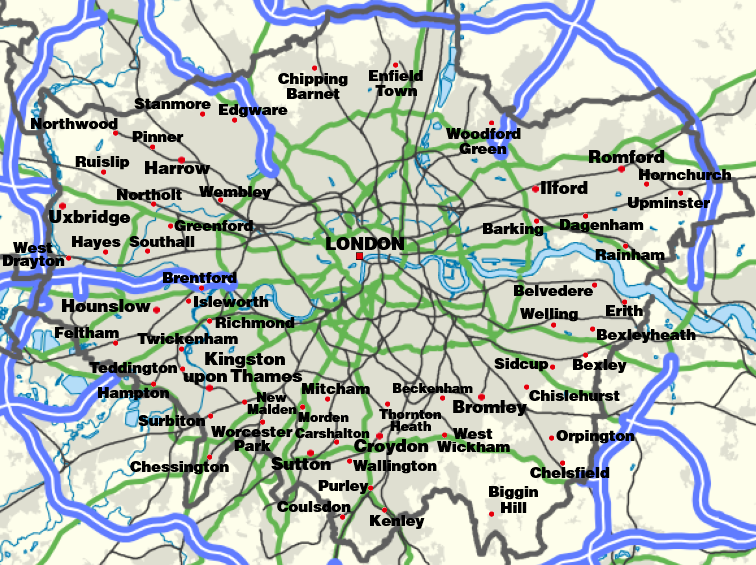 Chipping
Barnet
Enfield
Town
Stanmore
Edgware
Northwood
Pinner
Woodford
Green
Ruislip
Harrow
Romford
Hornchurch
Northolt
Wembley
Ilford
Upminster
Uxbridge
Greenford
Barking
Dagenham
West
Drayton
Hayes
Southall
LONDON
Rainham
Brentford
Belvedere
Hounslow
Isleworth
Erith
Welling
Richmond
Feltham
Twickenham
Bexleyheath
Teddington
Kingston
upon Thames
Sidcup
Bexley
Hampton
New
Malden
Mitcham
Beckenham
Chislehurst
Bromley
Morden
Thornton
Heath
Surbiton
Worcester
Park
Carshalton
Croydon
West
Wickham
Orpington
Chessington
Sutton
Wallington
Chelsfield
Purley
Coulsdon
Kenley
Biggin
Hill